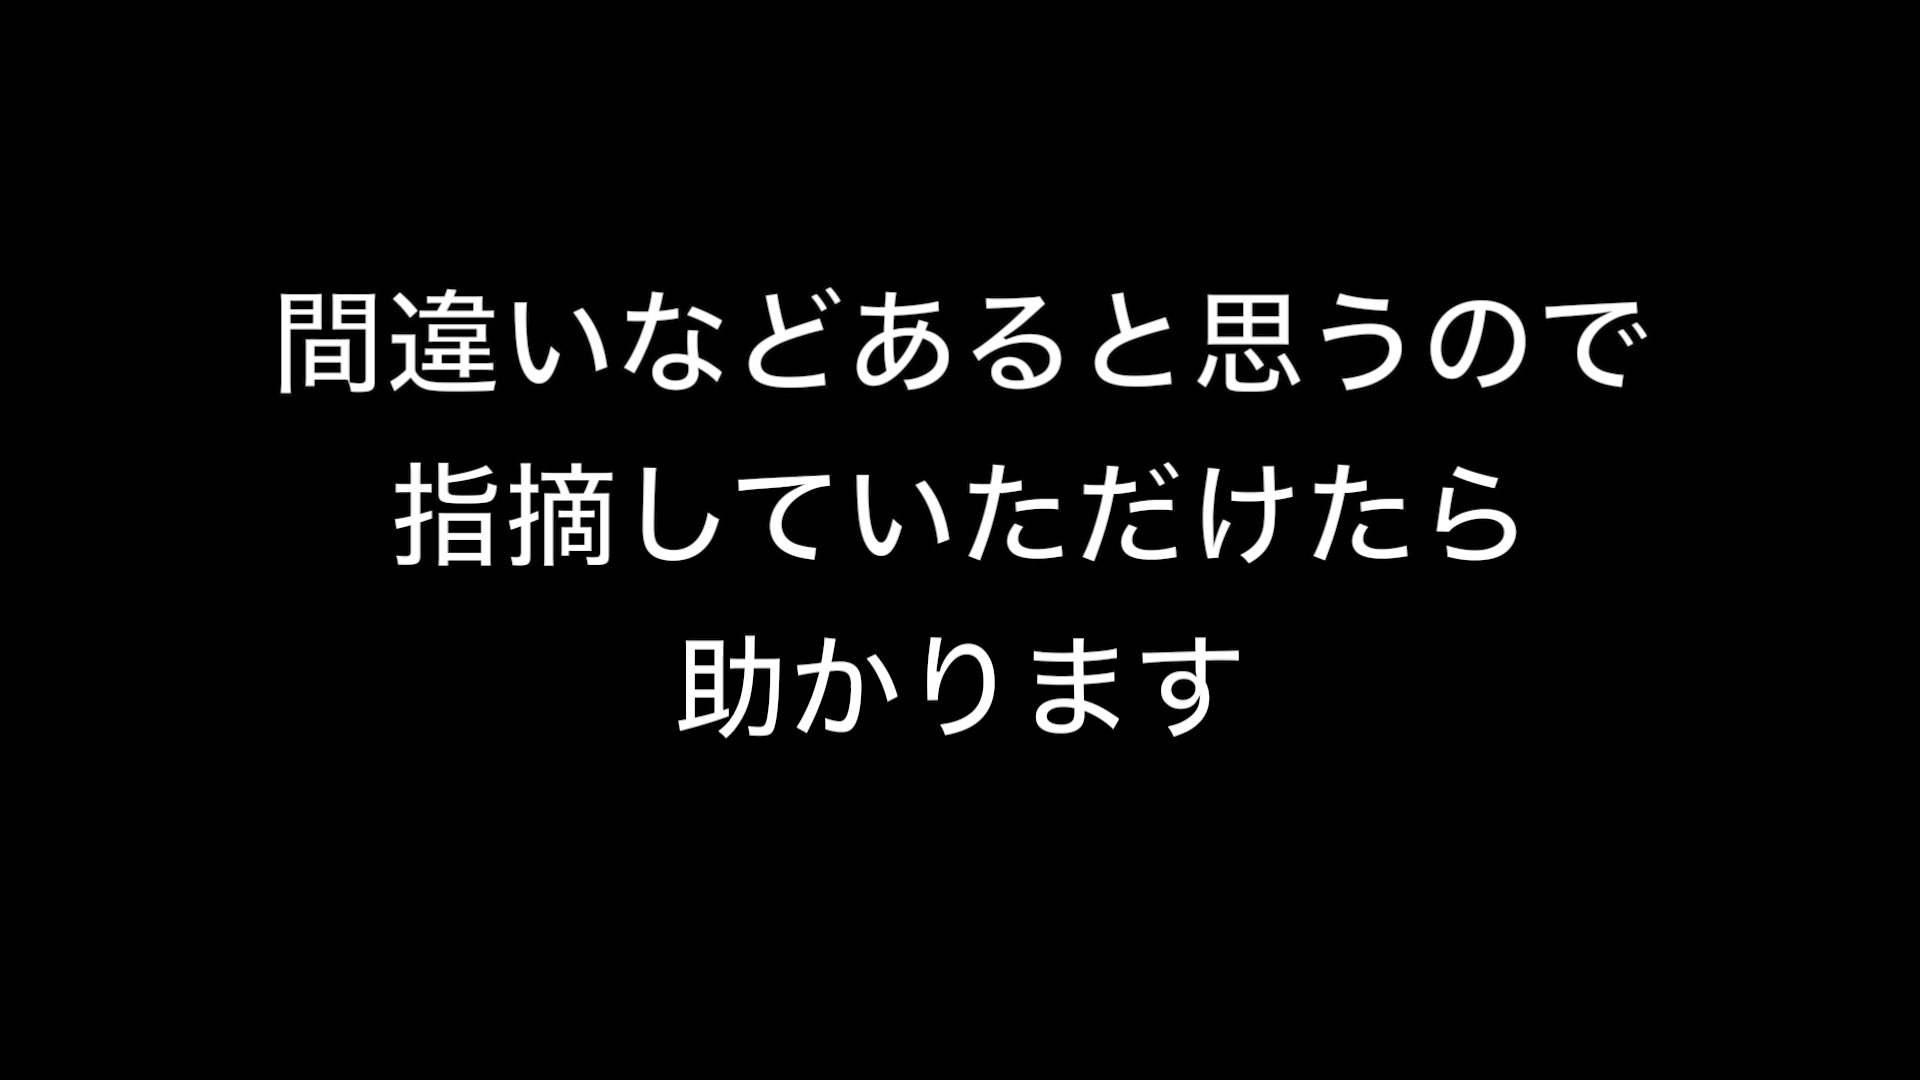 間違いなどあると思うので
指摘していただけたら
助かります